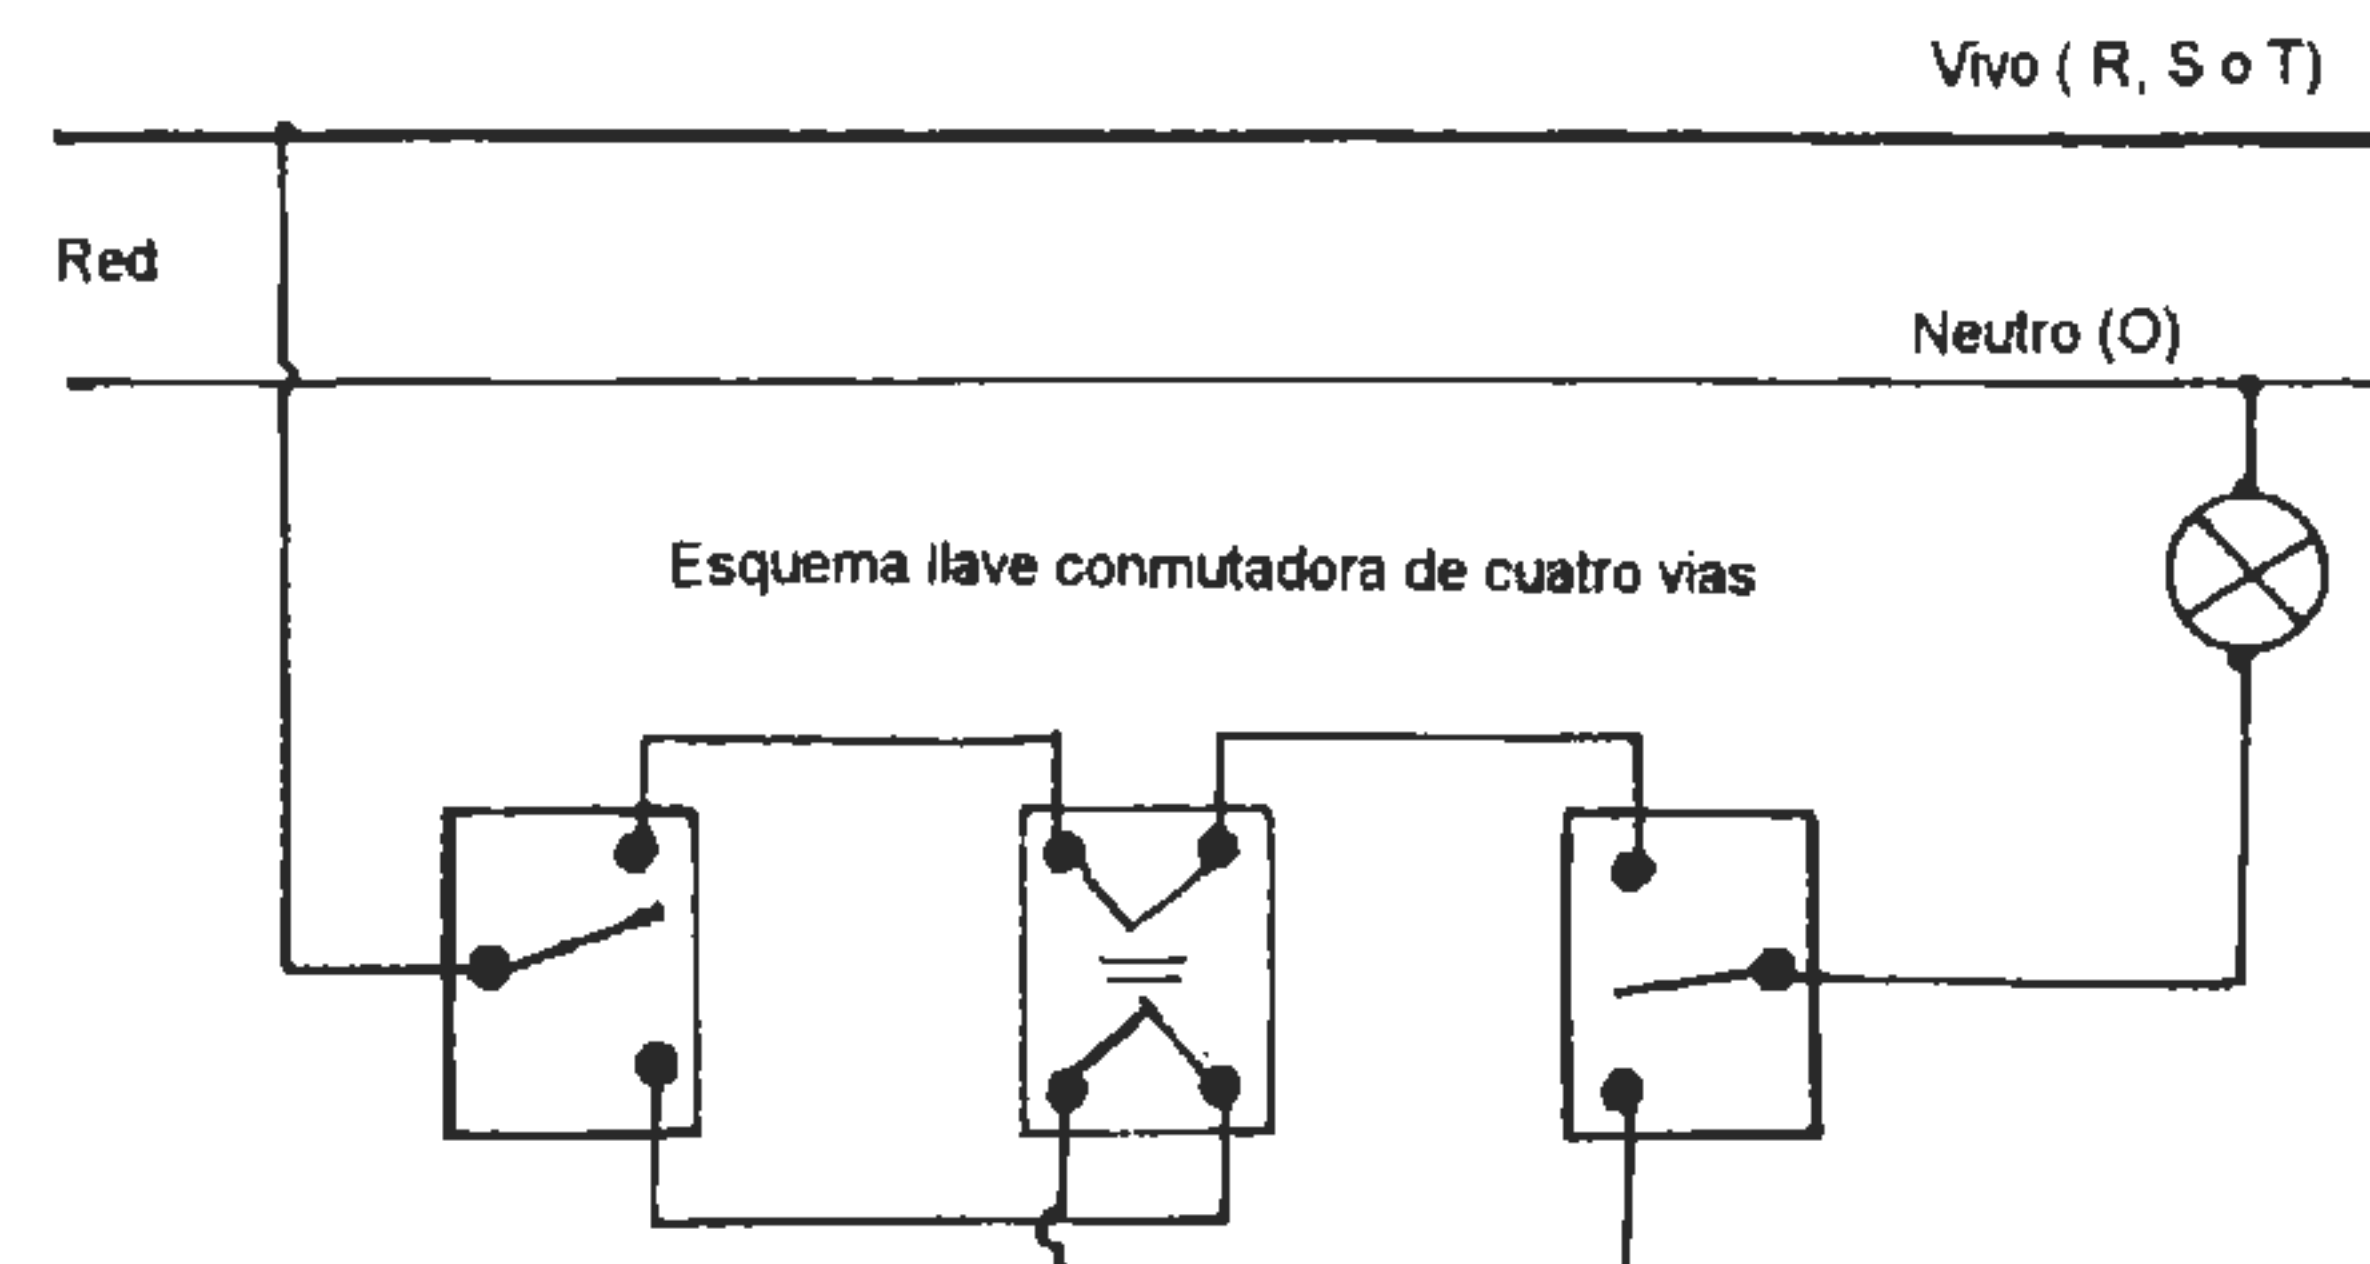 Vivo ( R, S o T)
Red
Neutro (O)
Esquema llave conmutadora de cuatro vias